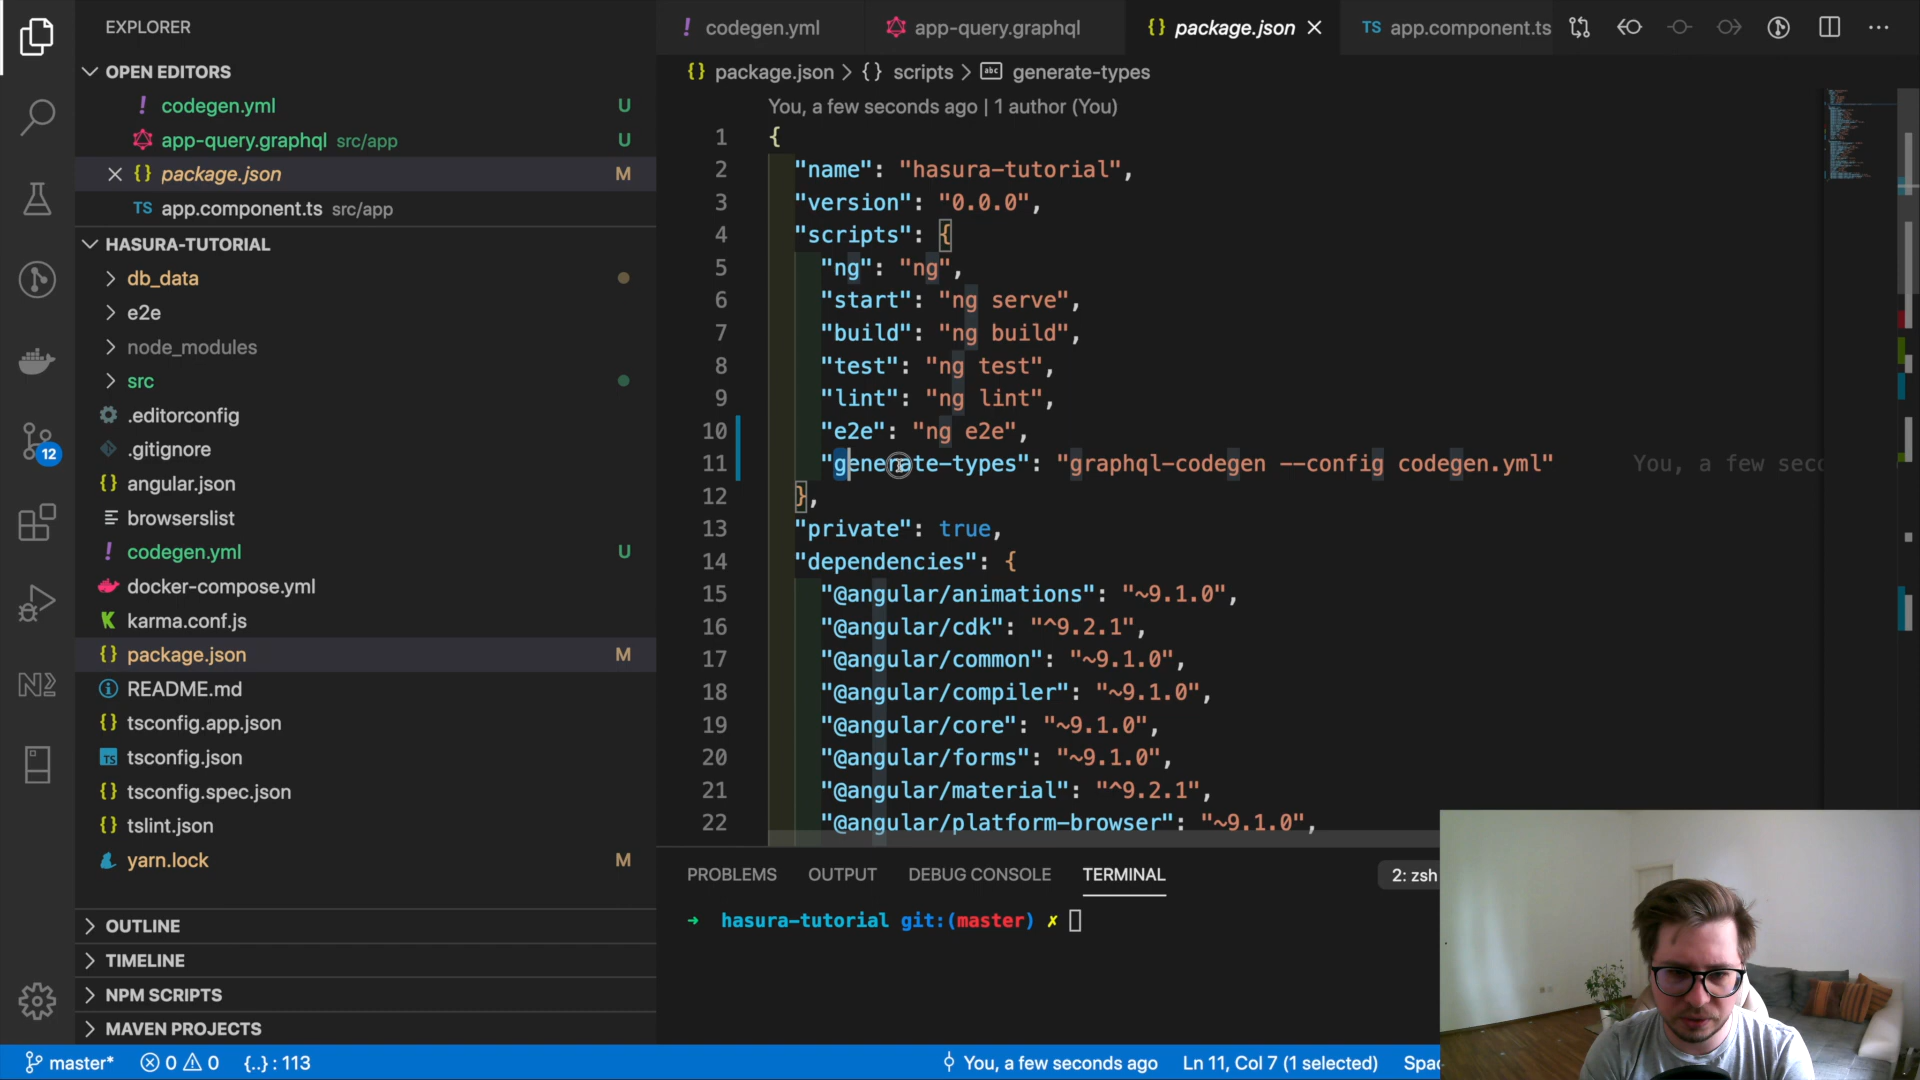 EXPLORER
OPEN EDITORS
! codegen.yml U
app-query.graphql src/app U
{} package.json M
TS app.component.ts src/app
HASURA-TUTORIAL
db_data
e2e
node_modules
src
.editorconfig
.gitignore
angular.json
browserslist
! codegen.yml U
docker-compose.yml
karma.conf.js
{} package.json M
README.md
{} tsconfig.app.json
tsconfig.json
{} tsconfig.spec.json
{} tslint.json
yarn.lock M
OUTLINE
TIMELINE
NPM SCRIPTS
MAVEN PROJECTS
12
! codegen.yml
app-query.graphql
{} package.json
TS app.component.ts
{} package.json > {} scripts > abc generate-types
You, a few seconds ago | 1 author (You)
1 {
2 "name": "hasura-tutorial",
3 "version": "0.0.0",
4 "scripts": {
5 "ng": "ng",
6 "start": "ng serve",
7 "build": "ng build",
8 "test": "ng test",
9 "lint": "ng lint",
10 "e2e": "ng e2e",
11 "generate-types": "graphql-codegen --config codegen.yml" You, a few seco
12 },
13 "private": true,
14 "dependencies": {
15 "@angular/animations": "~9.1.0",
16 "@angular/cdk": "^9.2.1",
17 "@angular/common": "~9.1.0",
18 "@angular/compiler": "~9.1.0",
19 "@angular/core": "~9.1.0",
20 "@angular/forms": "~9.1.0",
21 "@angular/material": "^9.2.1",
22 "@angular/platform-browser": "~9.1.0",
PROBLEMS OUTPUT DEBUG CONSOLE TERMINAL 2: zsh
→ hasura-tutorial git:(master) ✗
master* 0 0 {..} : 113 You, a few seconds ago Ln 11, Col 7 (1 selected) Spac